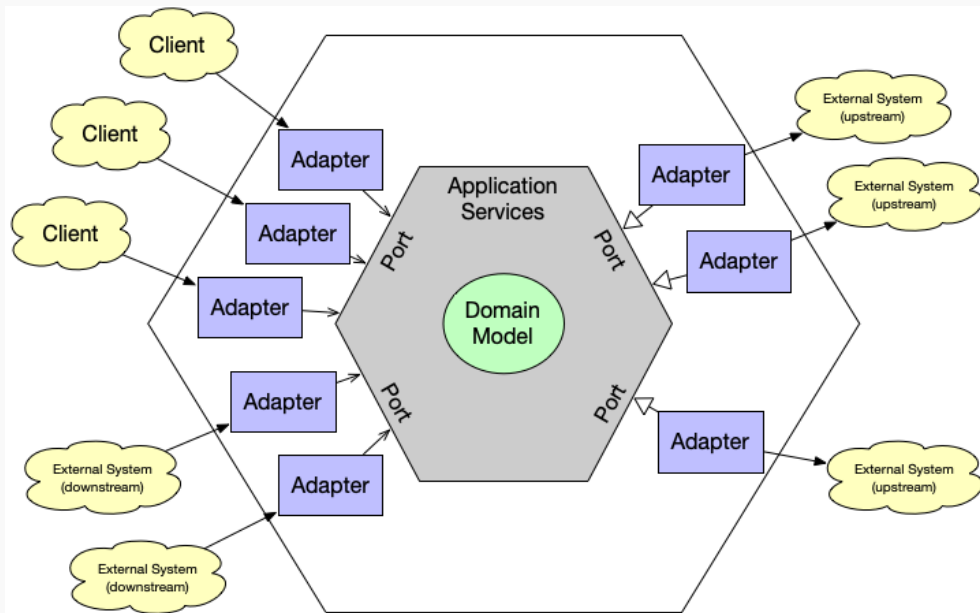 Client
Client
Client
Adapter
Adapter
Adapter
Adapter
Adapter
External System
(downstream)
External System
(downstream)
Application
Services
Port
Port
Domain
Model
Port
Port
Adapter
Adapter
Adapter
External System
(upstream)
External System
(upstream)
External System
(upstream)